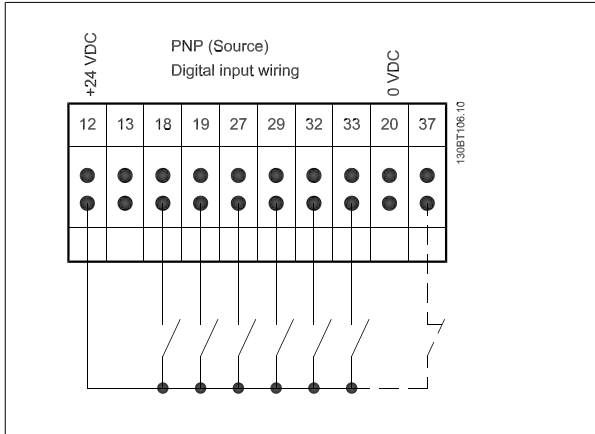 PNP (Source)
Digital input wiring
+24 VDC
0 VDC
12 13 18 19 27 29 32 33 20 37
130BT106.10